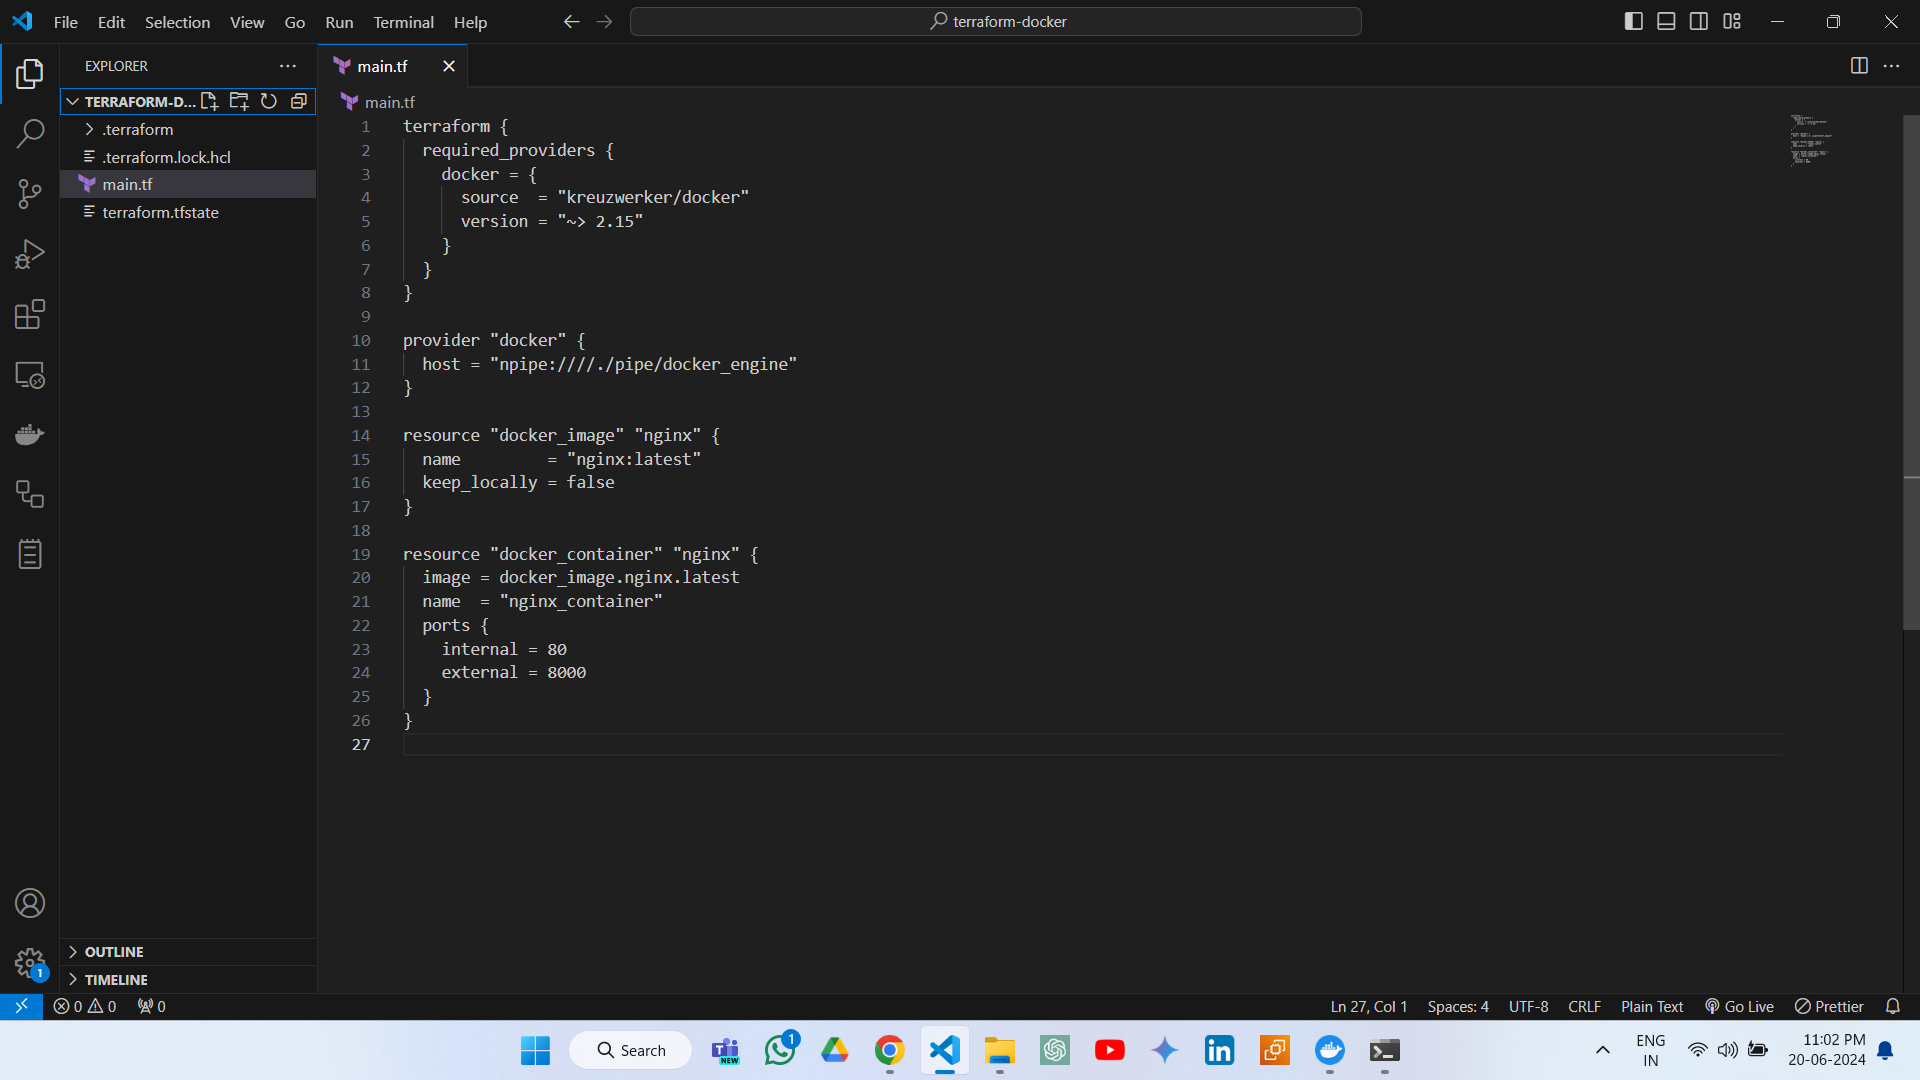 File Edit Selection View Go Run Terminal Help
terraform-docker
EXPLORER
main.tf
TERRAFORM-D...
main.tf
.terraform
.terraform.lock.hcl
main.tf
terraform.tfstate
1 terraform {
2 required_providers {
3 docker = {
4 source  = "kreuzwerker/docker"
5 version = "~> 2.15"
6 }
7 }
8 }
9
10 provider "docker" {
11 host = "npipe:////./pipe/docker_engine"
12 }
13
14 resource "docker_image" "nginx" {
15 name         = "nginx:latest"
16 keep_locally = false
17 }
18
19 resource "docker_container" "nginx" {
20 image = docker_image.nginx.latest
21 name  = "nginx_container"
22 ports {
23 internal = 80
24 external = 8000
25 }
26 }
27
OUTLINE
TIMELINE
1
0 0 0 Ln 27, Col 1 Spaces: 4 UTF-8 CRLF Plain Text Go Live Prettier
Search
NEW
1
ENG
IN
11:02 PM
20-06-2024